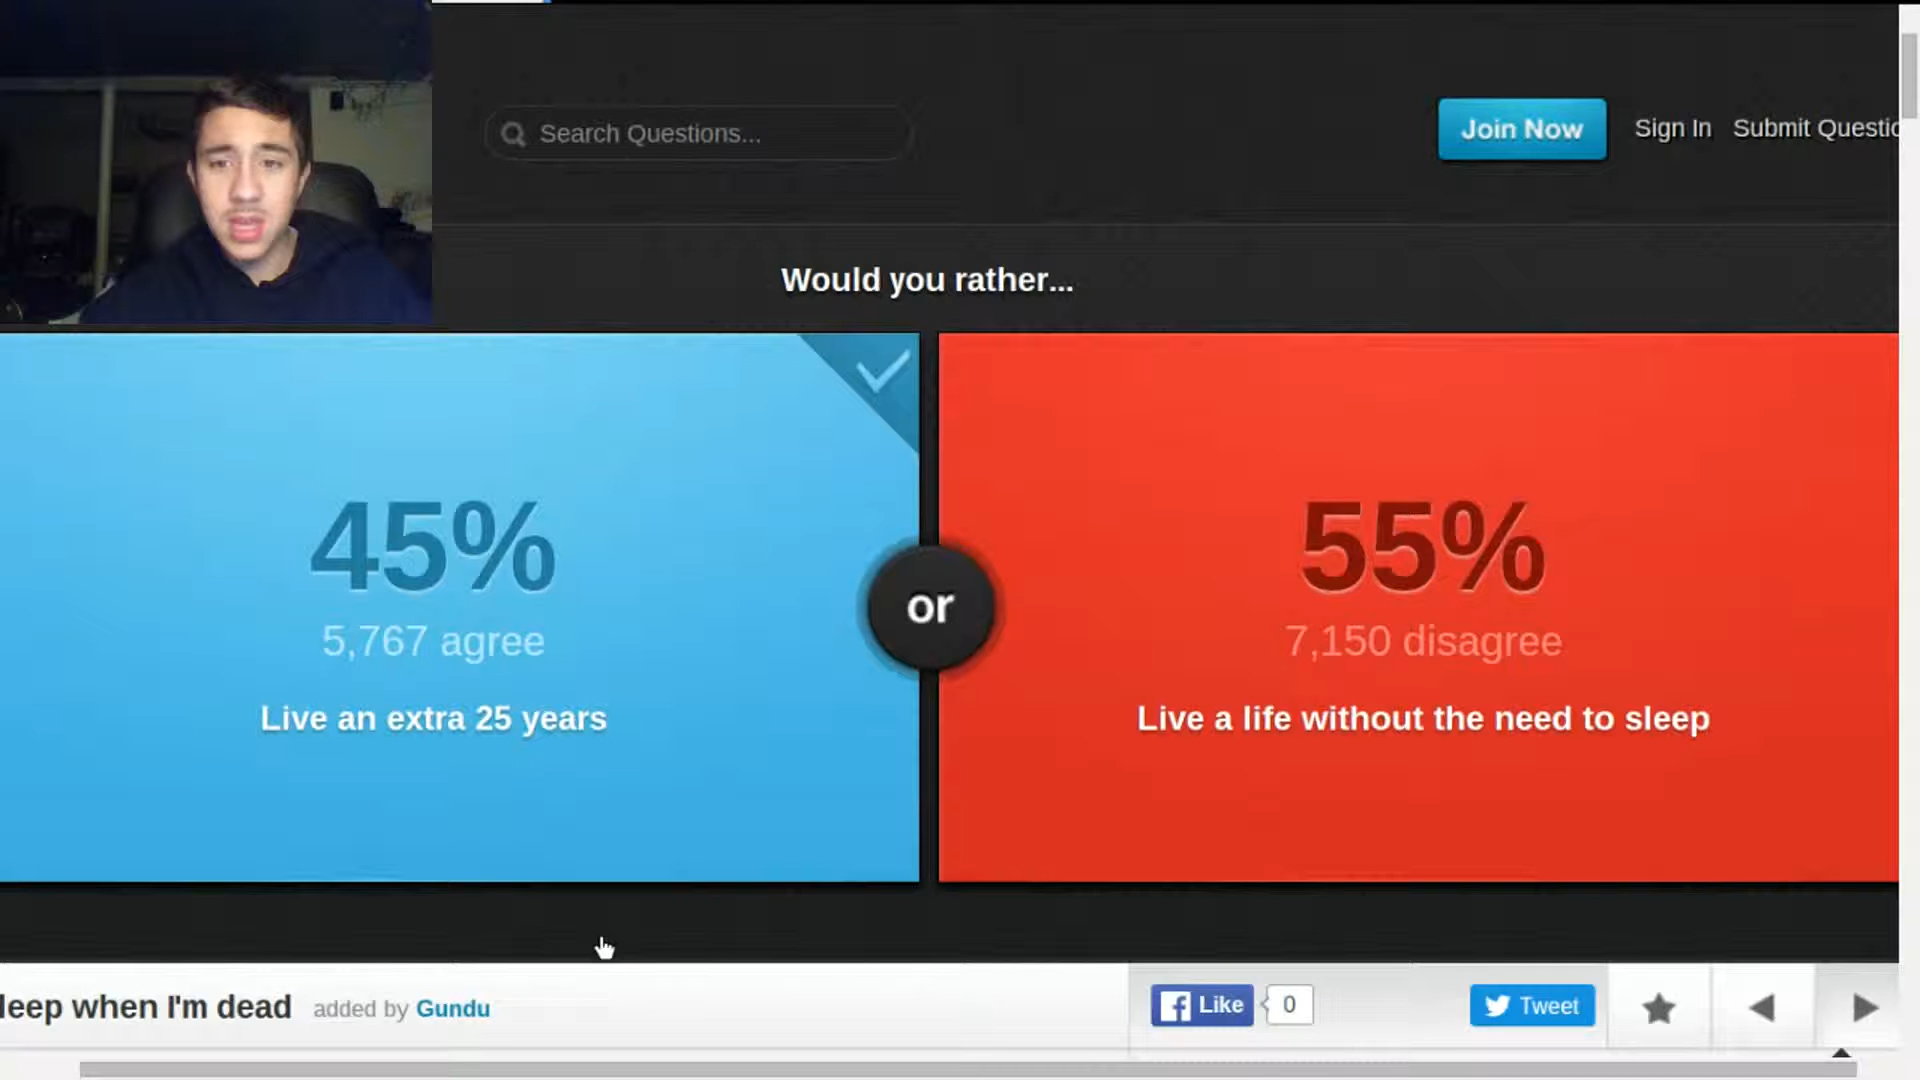 Search Questions...
Join Now
Sign In
Submit Questio
Would you rather...
45%
5,767 agree
Live an extra 25 years
or
55%
7,150 disagree
Live a life without the need to sleep
leep when I'm dead
added by Gundu
Like
0
Tweet